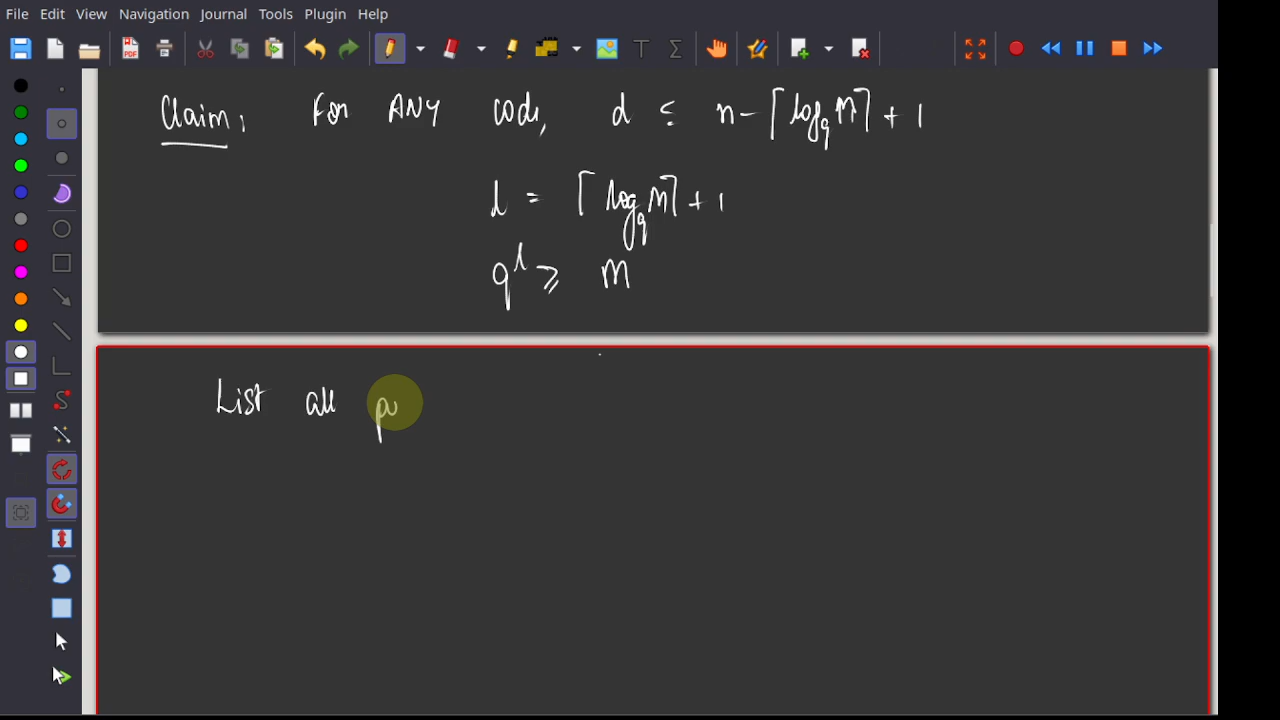 File Edit View Navigation Journal Tools Plugin Help
Claim: For ANY code, d ≤ n - ⌈log_q M⌉ + 1
l = ⌈log_q M⌉ + 1
q^l ≥ M
List all